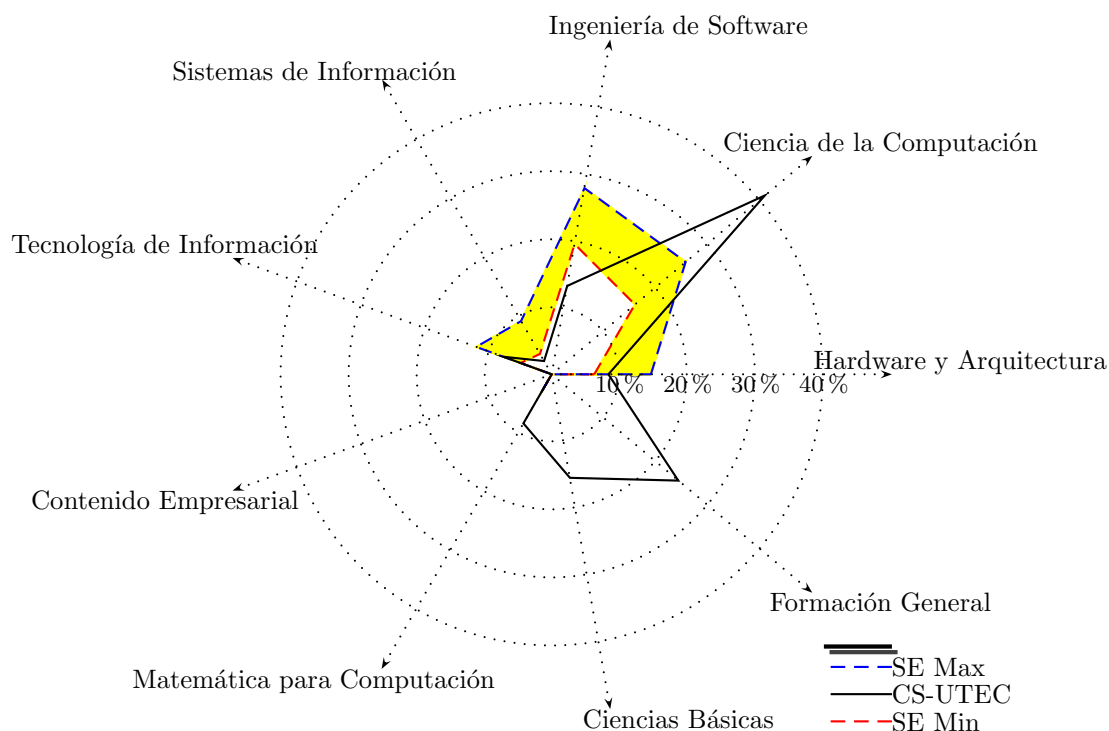 Ingeniería de Software
Sistemas de Información
Ciencia de la Computación
Tecnología de Información
Hardware y Arquitectura
10 % 20 % 30 % 40 %
Contenido Empresarial
Formación General
Matemática para Computación
Ciencias Básicas
SE Max
CS-UTEC
SE Min